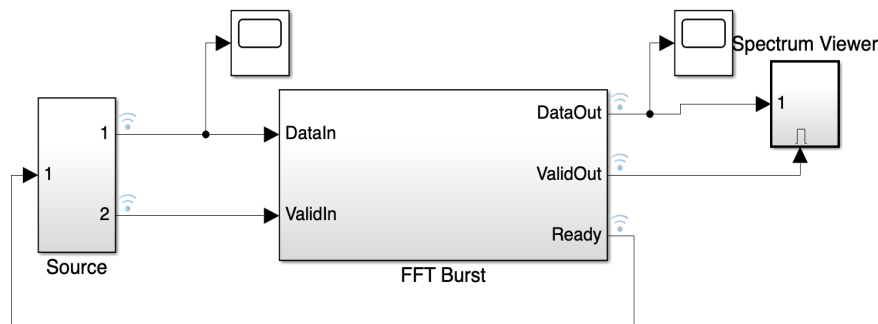 Spectrum Viewer
1
1
2
Source
DataIn
ValidIn
FFT Burst
DataOut
ValidOut
Ready
1